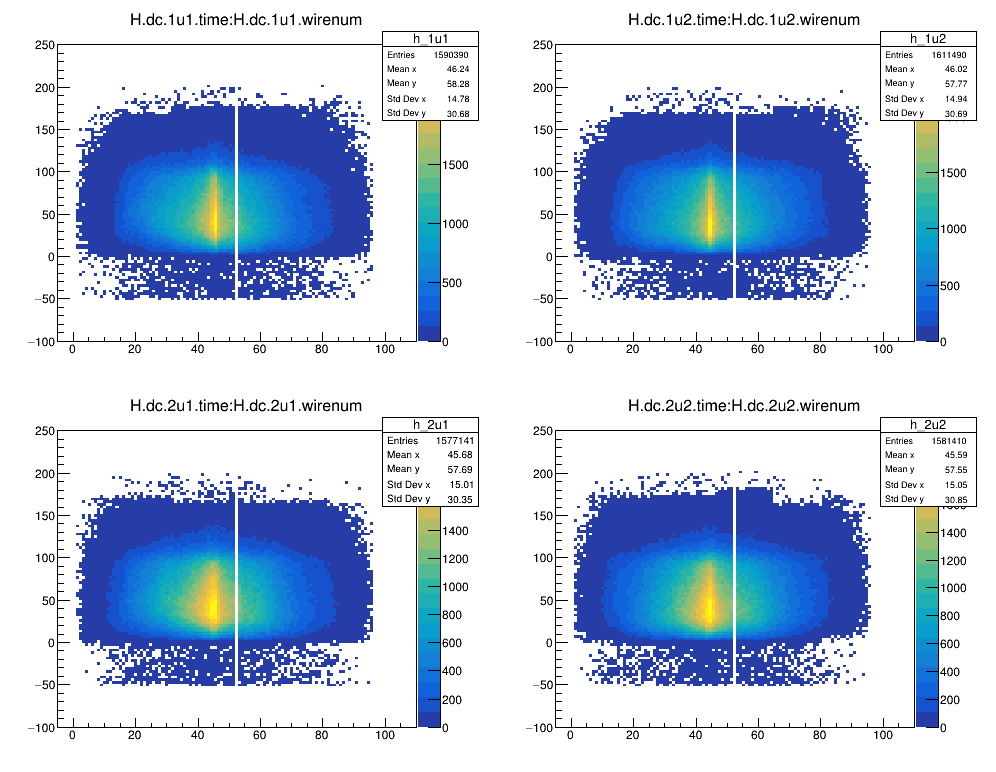 H.dc.1u1.time:H.dc.1u1.wirenum
h_1u1
Entries 1590390
Mean x 46.24
Mean y 58.28
Std Dev x 14.78
Std Dev y 30.68
250
200
150
100
50
0
−50
−100
0 20 40 60 80 100
1500
1000
500
0
H.dc.1u2.time:H.dc.1u2.wirenum
h_1u2
Entries 1611490
Mean x 46.02
Mean y 57.77
Std Dev x 14.94
Std Dev y 30.69
250
200
150
100
50
0
−50
−100
0 20 40 60 80 100
1500
1000
500
0
H.dc.2u1.time:H.dc.2u1.wirenum
h_2u1
Entries 1577141
Mean x 45.68
Mean y 57.69
Std Dev x 15.01
Std Dev y 30.35
250
200
150
100
50
0
−50
−100
0 20 40 60 80 100
1400
1200
1000
800
600
400
200
0
H.dc.2u2.time:H.dc.2u2.wirenum
h_2u2
Entries 1581410
Mean x 45.59
Mean y 57.55
Std Dev x 15.05
Std Dev y 30.85
250
200
150
100
50
0
−50
−100
0 20 40 60 80 100
1400
1200
1000
800
600
400
200
0